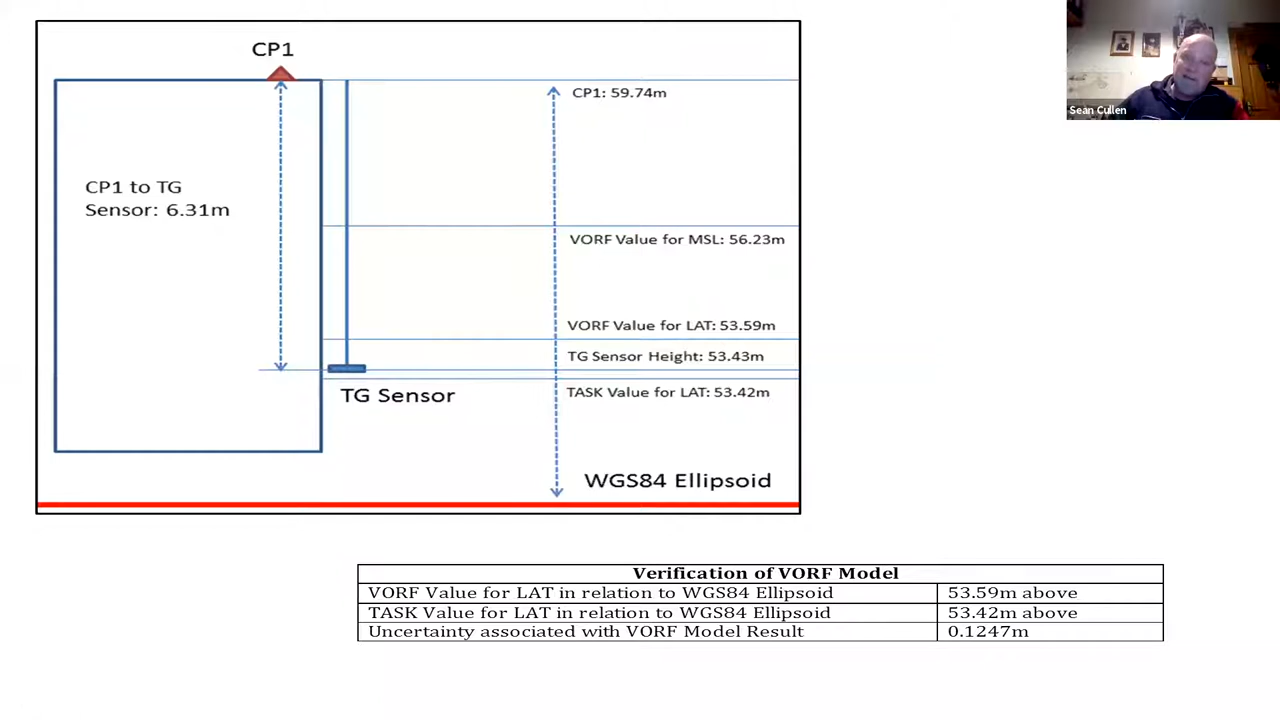 CP1
Sean Cullen
CP1: 59.74m
CP1 to TG
Sensor: 6.31m
VORF Value for MSL: 56.23m
VORF Value for LAT: 53.59m
TG Sensor Height: 53.43m
TG Sensor
TASK Value for LAT: 53.42m
WGS84 Ellipsoid
Verification of VORF Model
VORF Value for LAT in relation to WGS84 Ellipsoid 53.59m above
TASK Value for LAT in relation to WGS84 Ellipsoid 53.42m above
Uncertainty associated with VORF Model Result 0.1247m